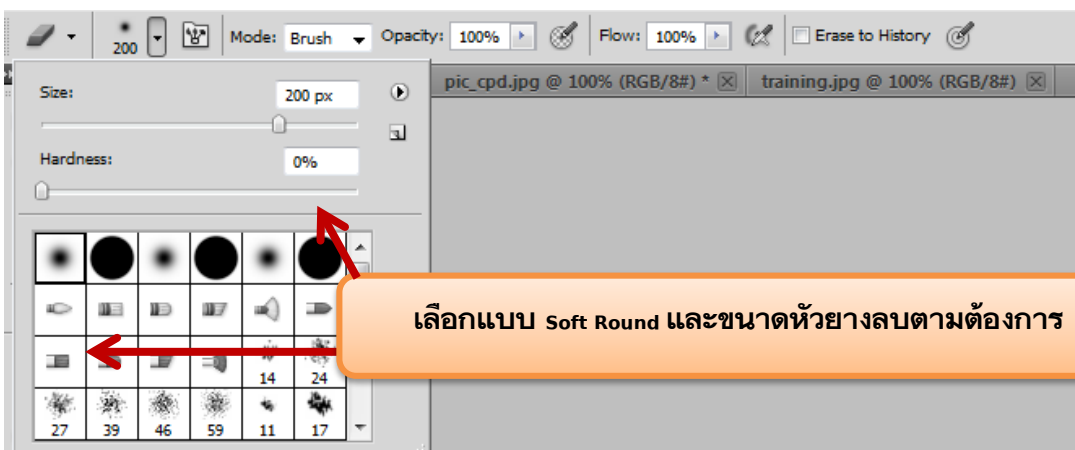 200 Mode: Brush Opacity: 100% Flow: 100% Erase to History
pic_cpd.jpg @ 100% (RGB/8#) * training.jpg @ 100% (RGB/8#)
Size: 200 px
Hardness: 0%
เลือกแบบ Soft Round และขนาดหัวยางลบตามต้องการ
14 24
27 39 46 59 11 17